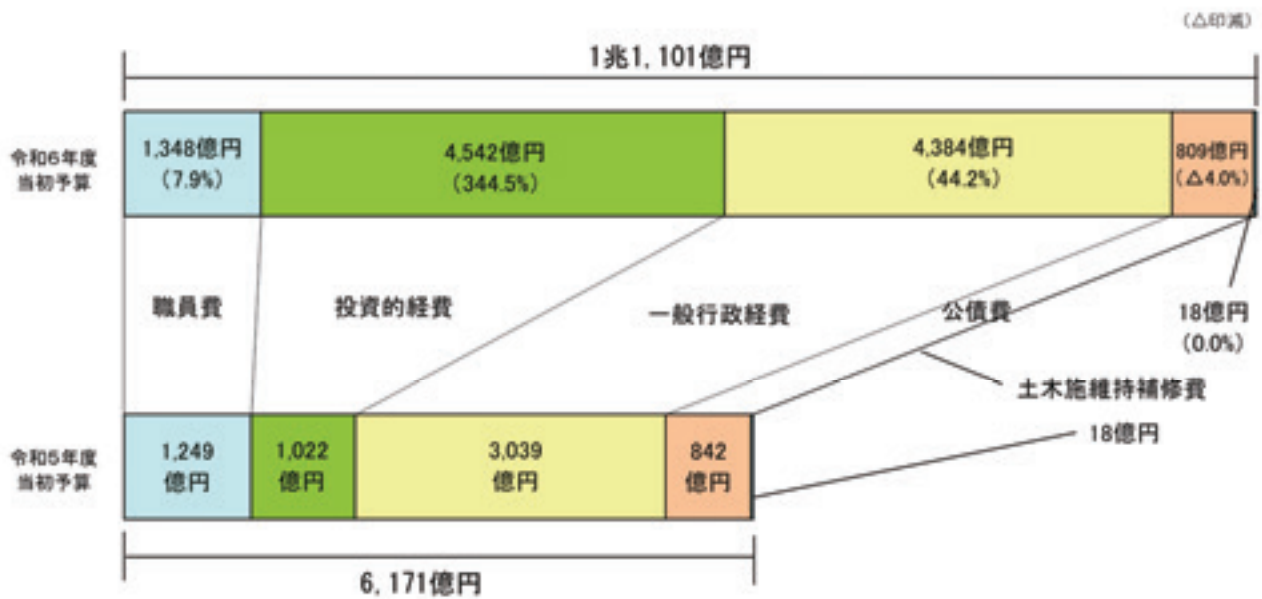 (△印減)
1兆1,101億円
令和6年度
当初予算
1,348億円
(7.9%)
4,542億円
(344.5%)
4,384億円
(44.2%)
809億円
(△4.0%)
職員費
投資的経費
一般行政経費
公債費
18億円
(0.0%)
土木施維持補修費
18億円
令和5年度
当初予算
1,249
億円
1,022
億円
3,039
億円
842
億円
6,171億円